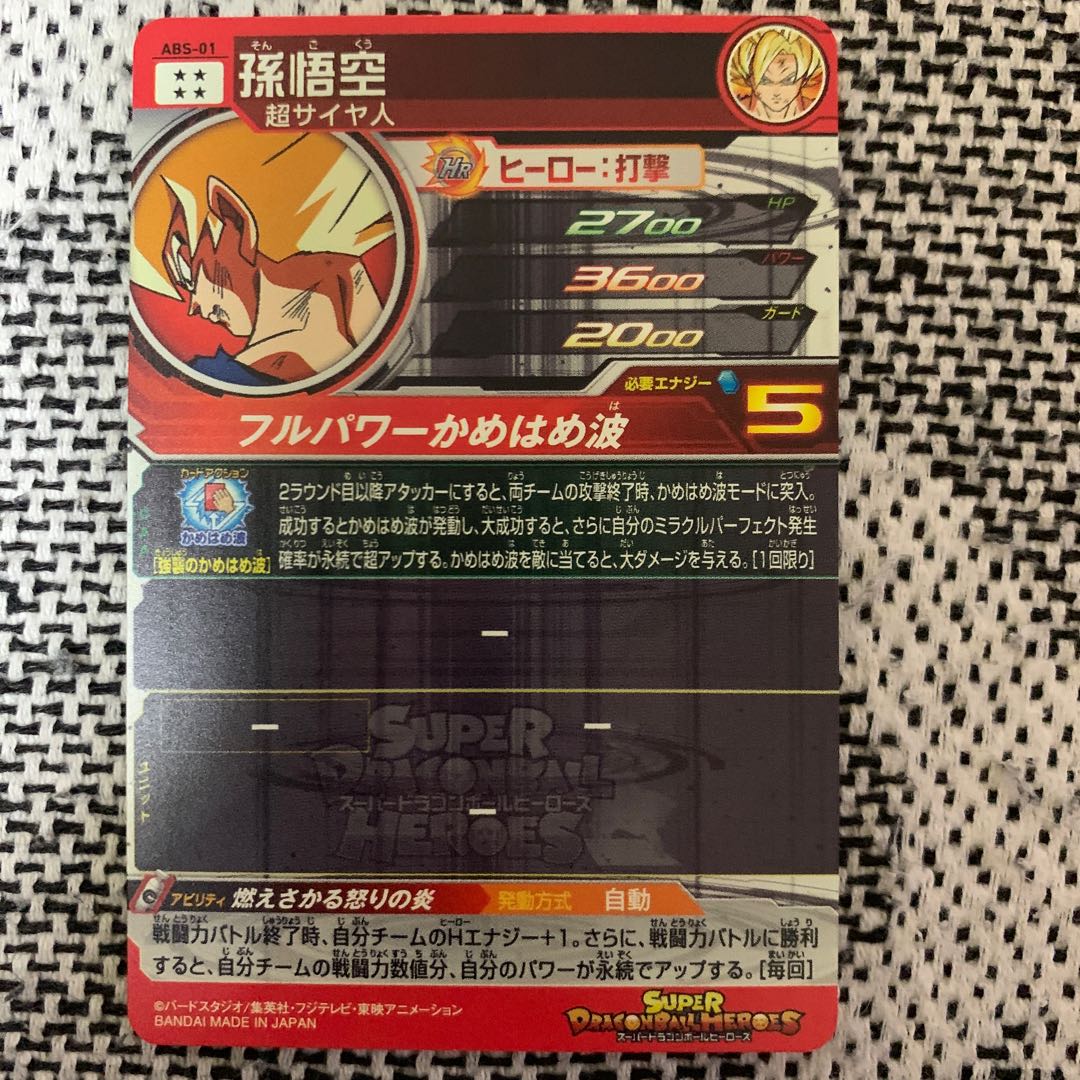 ABS-01
孫悟空
そん ご くう
超サイヤ人
HR ヒーロー:打撃
HP
2700
パワー
3600
ガード
2000
必要エナジー 5
フルパワーかめはめ波
は
カードアクション
かめはめ波
[強襲のかめはめ波]
2ラウンド目以降アタッカーにすると、両チームの攻撃終了時、かめはめ波モードに突入。
成功するとかめはめ波が発動し、大成功すると、さらに自分のミラクルパーフェクト発生
確率が永続で超アップする。かめはめ波を敵に当てると、大ダメージを与える。[1回限り]
ー
ー ー
ユニット
ー
SUPER
DRAGONBALL
スーパードラゴンボールヒーローズ
HEROES
アビリティ 燃えさかる怒りの炎 発動方式 自動
戦闘力バトル終了時、自分チームのHエナジー+1。さらに、戦闘力バトルに勝利
すると、自分チームの戦闘力数値分、自分のパワーが永続でアップする。[毎回]
©バードスタジオ/集英社・フジテレビ・東映アニメーション
BANDAI MADE IN JAPAN
SUPER
DRAGONBALL HEROES
スーパードラゴンボールヒーローズ